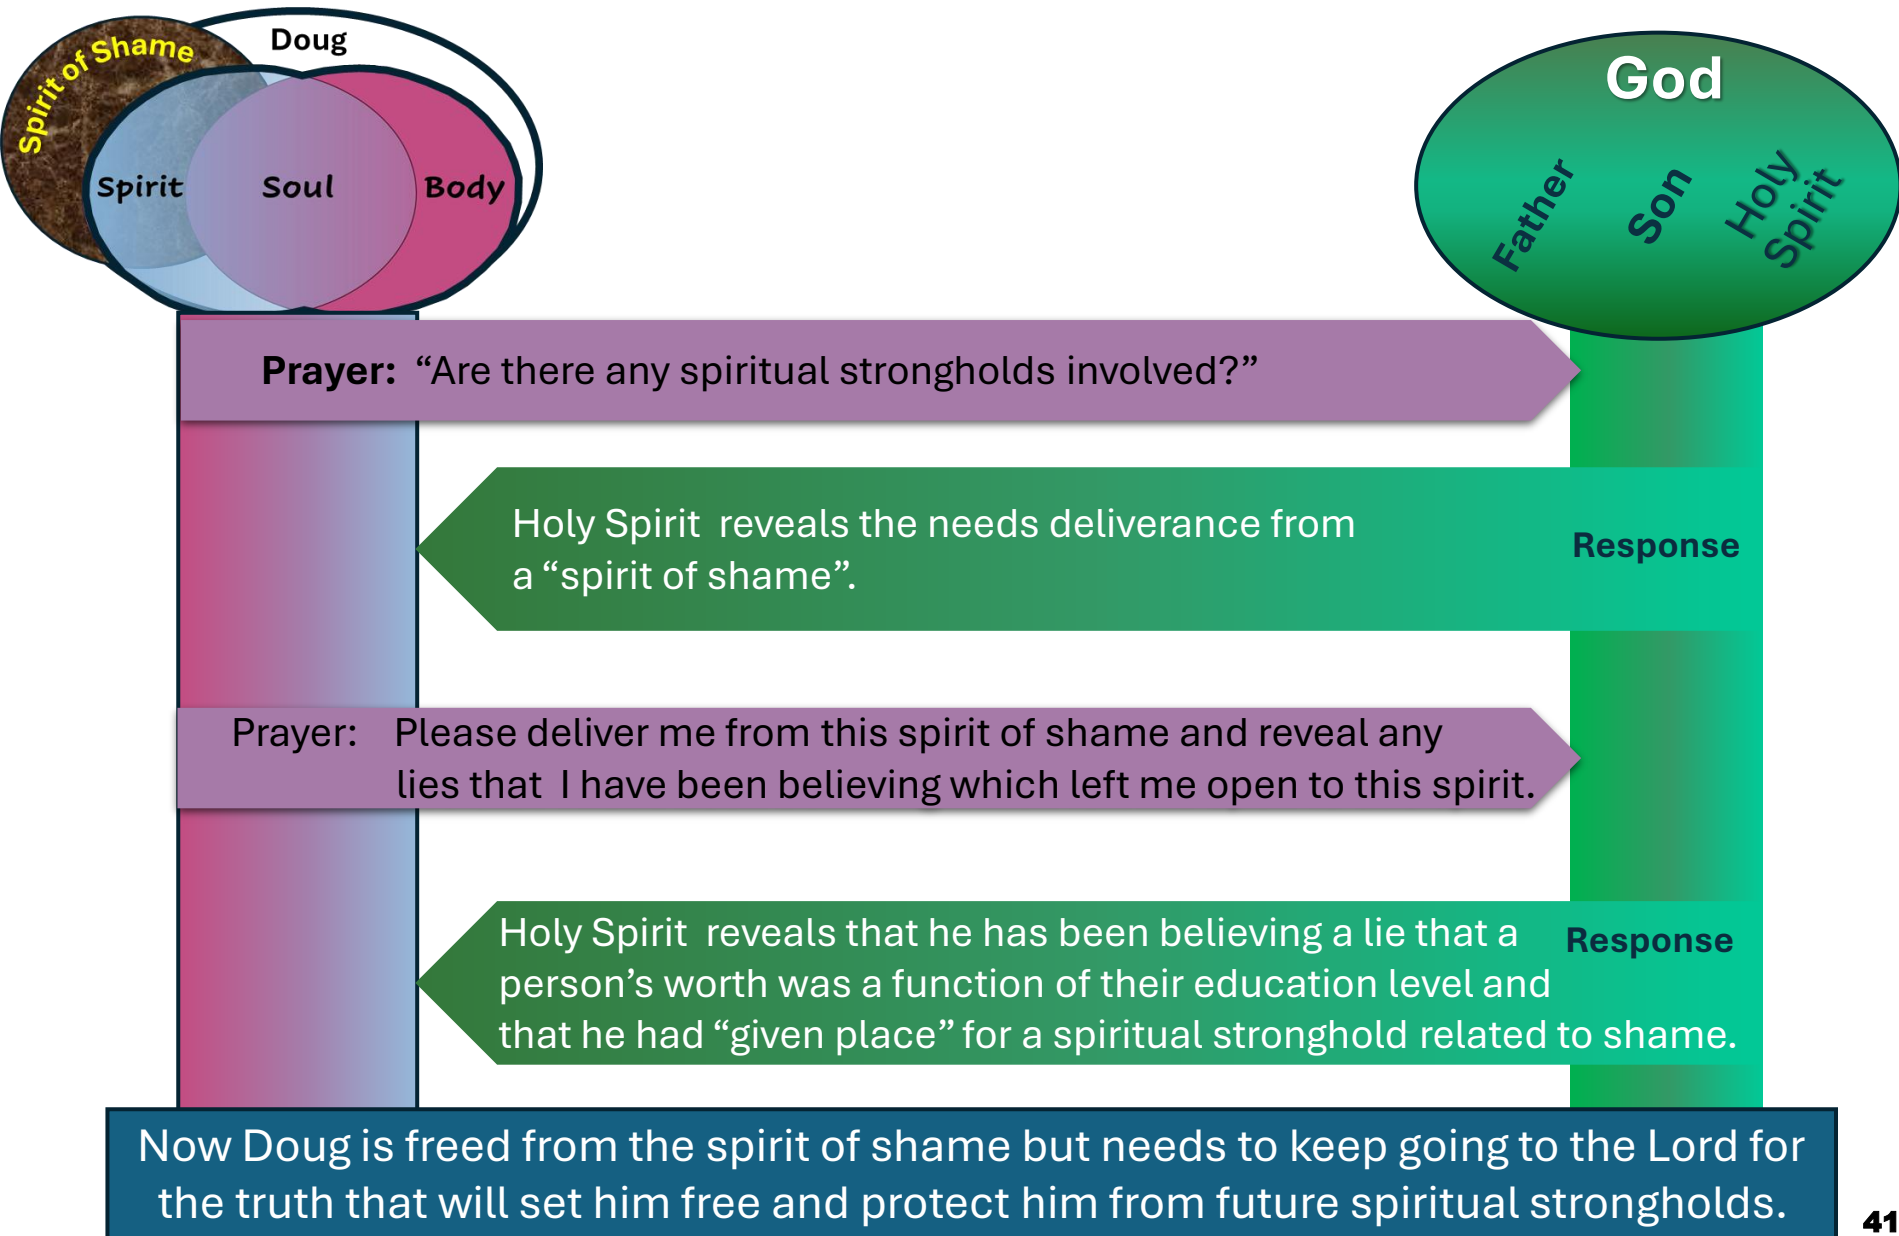 Spirit of Shame
Doug
Spirit
Soul
Body
God
Father
Son
Holy
Spirit
Prayer: “Are there any spiritual strongholds involved?”
Holy Spirit reveals the needs deliverance from
a “spirit of shame”.
Response
Prayer: Please deliver me from this spirit of shame and reveal any
lies that I have been believing which left me open to this spirit.
Holy Spirit reveals that he has been believing a lie that a
person’s worth was a function of their education level and
that he had “given place” for a spiritual stronghold related to shame.
Response
Now Doug is freed from the spirit of shame but needs to keep going to the Lord for
the truth that will set him free and protect him from future spiritual strongholds.
41